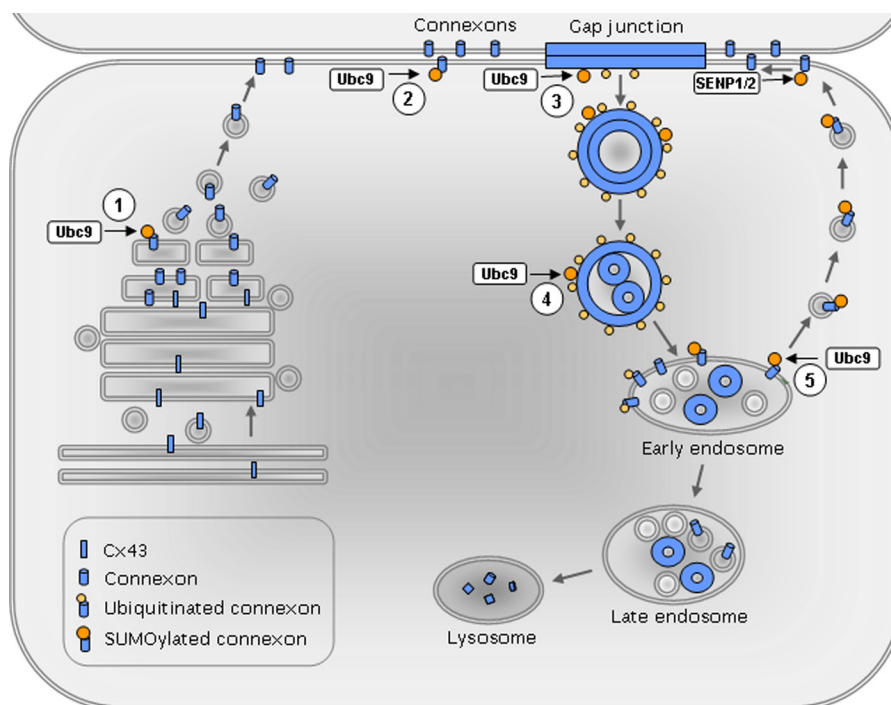 Connexons
Gap junction
Ubc9
2
Ubc9
3
SENP1/2
1
Ubc9
Ubc9
4
Ubc9
5
Early endosome
Cx43
Connexon
Ubiquitinated connexon
SUMOylated connexon
Lysosome
Late endosome